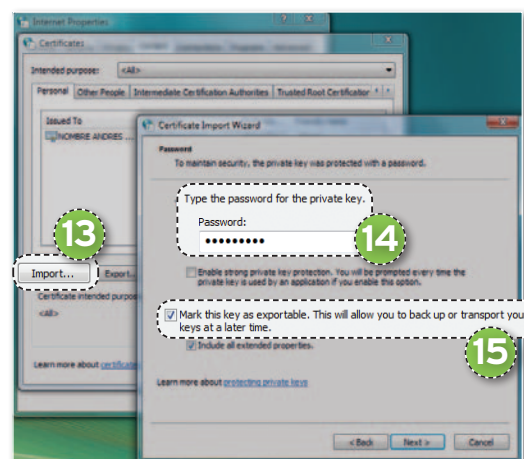 Internet Properties
Certificates
Intended purpose: <All>
Personal Other People Intermediate Certification Authorities Trusted Root Certification
Issued To
NOMBRE ANDRES ...
Certificate Import Wizard
Password
To maintain security, the private key was protected with a password.
Type the password for the private key.
Password:
•••••••••
13
14
Import...
Export...
Enable strong private key protection. You will be prompted every time the
private key is used by an application if you enable this option.
Certificate intended purpos
<All>
Mark this key as exportable. This will allow you to back up or transport you
keys at a later time.
15
Include all extended properties.
Learn more about certificate
Learn more about protecting private keys
< Back
Next >
Cancel